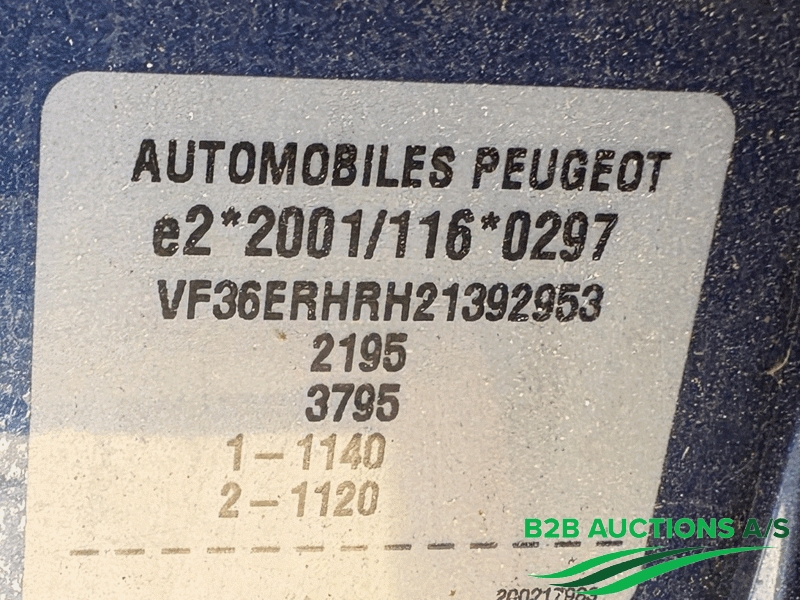 AUTOMOBILES PEUGEOT
e2*2001/116*0297
VF36ERHRH21392953
2195
3795
1-1140
2-1120
B2B AUCTIONS A/S